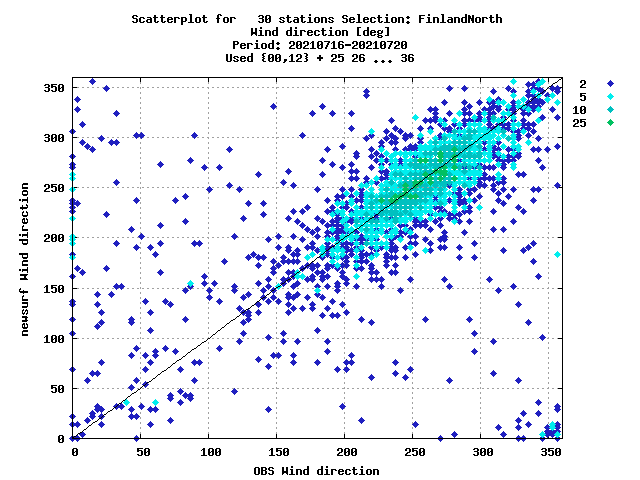 Scatterplot for   30 stations Selection: FinlandNorth
Wind direction [deg]
Period: 20210716-20210720
Used {00,12} + 25 26 ... 36
2
5
10
25
newsurf Wind direction
350
300
250
200
150
100
50
0
0 50 100 150 200 250 300 350
OBS Wind direction